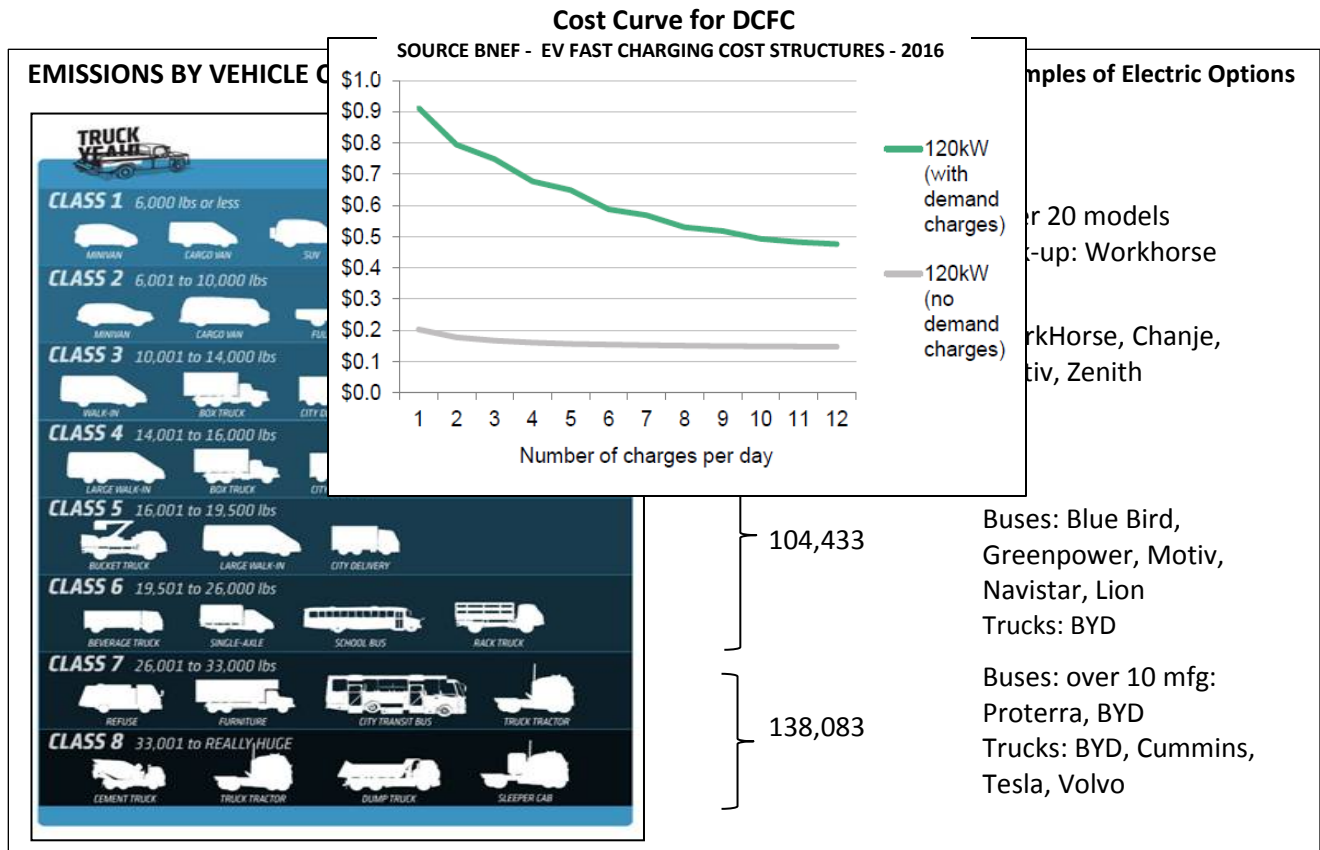 Cost Curve for DCFC
SOURCE BNEF - EV FAST CHARGING COST STRUCTURES - 2016
$1.0
$0.9
$0.8
$0.7
$0.6
$0.5
$0.4
$0.3
$0.2
$0.1
$0.0
1 2 3 4 5 6 7 8 9 10 11 12
Number of charges per day
120kW
(with
demand
charges)
120kW
(no
demand
charges)
EMISSIONS BY VEHICLE
of Electric Options
TRUCK
YEAH!
CLASS 1 6,000 lbs or less
MINIVAN CARGO VAN SUV
CLASS 2 6,001 to 10,000 lbs
MINIVAN CARGO VAN
CLASS 3 10,001 to 14,000 lbs
WALK-IN BOX TRUCK CITY
CLASS 4 14,001 to 16,000 lbs
LARGE WALK-IN BOX TRUCK
CLASS 5 16,001 to 19,500 lbs
BUCKET TRUCK LARGE WALK-IN CITY DELIVERY
CLASS 6 19,501 to 26,000 lbs
BEVERAGE TRUCK SINGLE-AXLE SCHOOL BUS RACK TRUCK
CLASS 7 26,001 to 33,000 lbs
REFUSE FURNITURE CITY TRANSIT BUS TRUCK TRACTOR
CLASS 8 33,001 to REALLY HUGE
CEMENT TRUCK TRUCK TRACTOR DUMP TRUCK SLEEPER CAB
20 models
-up: Workhorse
Chanje,
Zenith
104,433
Buses: Blue Bird,
Greenpower, Motiv,
Navistar, Lion
Trucks: BYD
138,083
Buses: over 10 mfg:
Proterra, BYD
Trucks: BYD, Cummins,
Tesla, Volvo